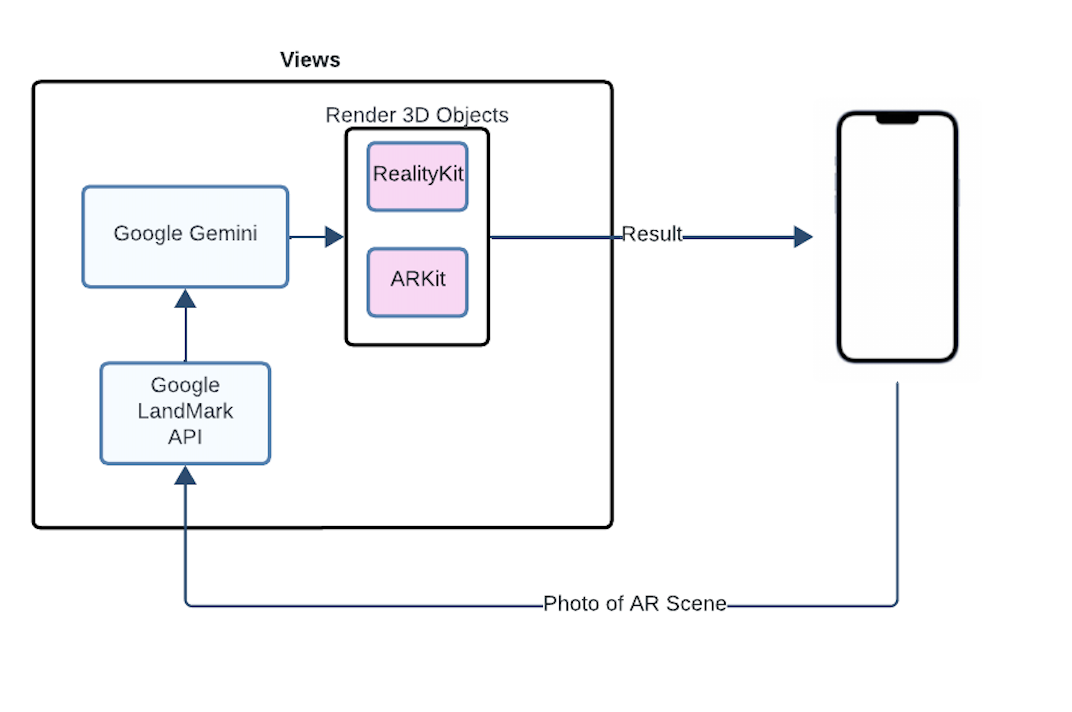 Views
Render 3D Objects
RealityKit
Google Gemini
Result
ARKit
Google
LandMark
API
Photo of AR Scene